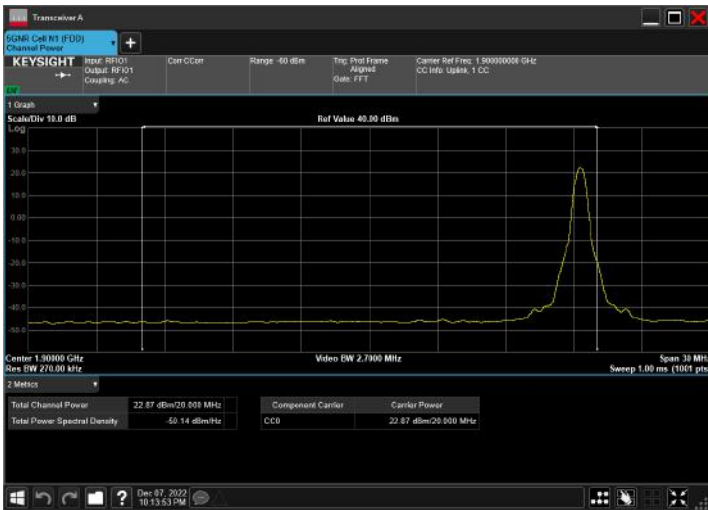 Transceiver A
5GNR Cell N1 (FDD)
Channel Power
KEYSIGHT
Input: RFIO1
Output: RFIO1
Coupling: AC
Corr CCorr
Range: -60 dBm
Trig: Prot Frame
Aligned
Gate: FFT
Carrier Ref Freq: 1.900000000 GHz
CC Info: Uplink, 1 CC
1 Graph
Scale/Div 10.0 dB
Ref Value 40.00 dBm
Log
30.0
20.0
10.0
0.00
-10.0
-20.0
-30.0
-40.0
-50.0
Center 1.90000 GHz
Video BW 2.7000 MHz
Span 30 MHz
Res BW 270.00 kHz
Sweep 1.00 ms (1001 pts
2 Metrics
Total Channel Power 22.87 dBm/20.000 MHz
Total Power Spectral Density -50.14 dBm/Hz
Component Carrier Carrier Power
CC0 22.87 dBm/20.000 MHz
Dec 07, 2022
10:13:53 PM